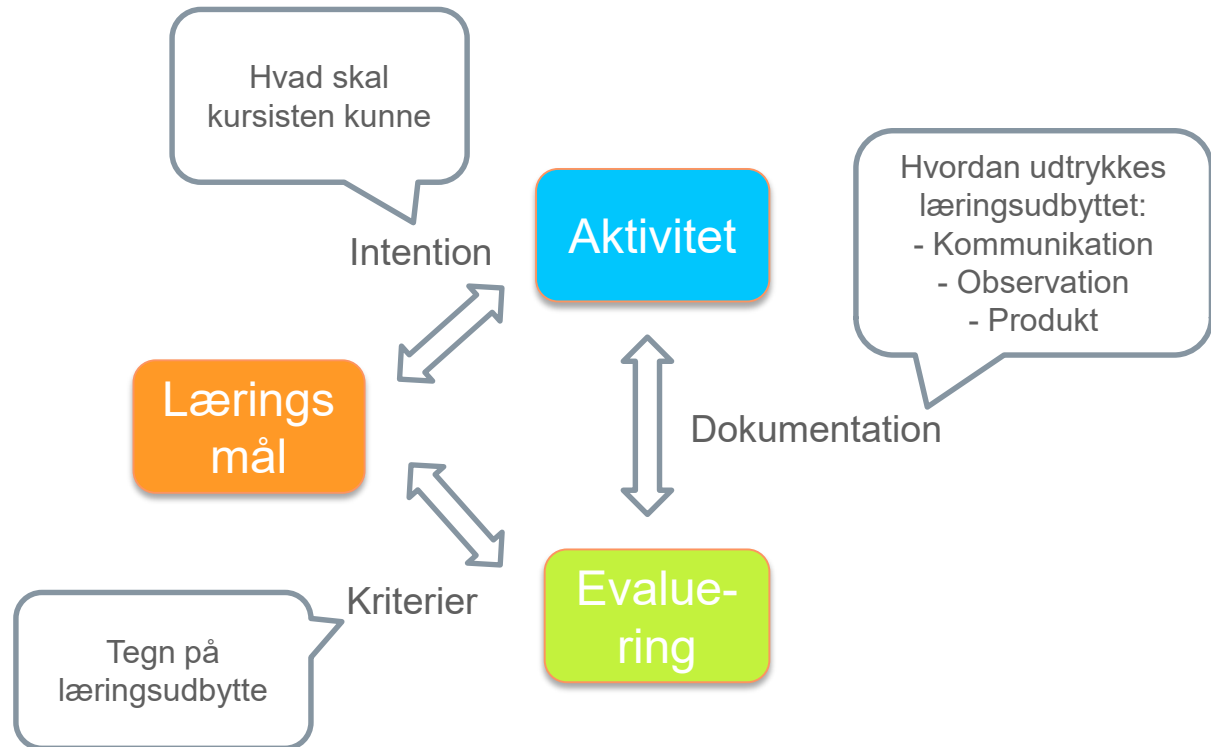 Hvad skal
kursisten kunne
Aktivitet
Hvordan udtrykkes
læringsudbyttet:
- Kommunikation
- Observation
- Produkt
Intention
Lærings
mål
Dokumentation
Kriterier
Evalue-
ring
Tegn på
læringsudbytte